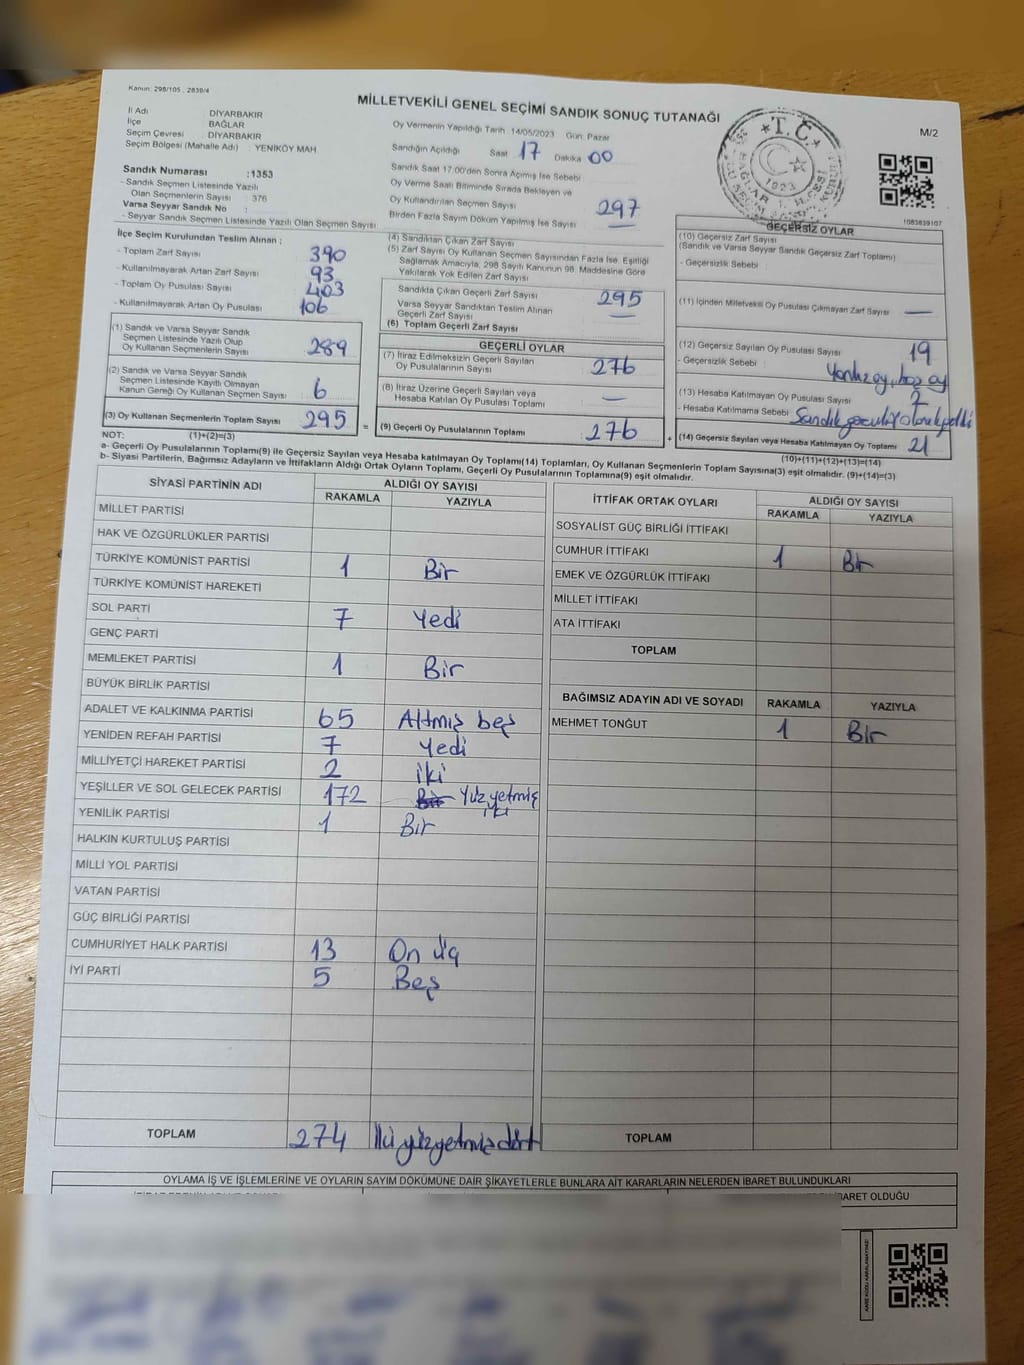 Kanun: 298/105, 2839/4
MİLLETVEKİLİ GENEL SEÇİMİ SANDIK SONUÇ TUTANAĞI
M/2
İl Adı DİYARBAKIR
İlçe BAĞLAR
Seçim Çevresi DİYARBAKIR
Seçim Bölgesi (Mahalle Adı) : YENİKÖY MAH.
Oy Vermenin Yapıldığı Tarih 14/05/2023 Gün: Pazar
Sandığın Açıldığı Saat 17 Dakika 00
Sandık Saat 17:00'den Sonra Açılmış İse Sebebi
Oy Verme Saati Bitiminde Sırada Bekleyen ve
Oy Kullandırılan Seçmen Sayısı 297
Birden Fazla Sayım Döküm Yapılmış İse Sayısı —
T.C.
1923
1083839107
Sandık Numarası :1353
- Sandık Seçmen Listesinde Yazılı
Olan Seçmenlerin Sayısı : 376
Varsa Seyyar Sandık No :
- Seyyar Sandık Seçmen Listesinde Yazılı Olan Seçmen Sayısı
İlçe Seçim Kurulundan Teslim Alınan ;
- Toplam Zarf Sayısı 390
- Kullanılmayarak Artan Zarf Sayısı 93
- Toplam Oy Pusulası Sayısı 403
- Kullanılmayarak Artan Oy Pusulası 106
(1) Sandık ve Varsa Seyyar Sandık
Seçmen Listesinde Yazılı Olup
Oy Kullanan Seçmenlerin Sayısı 289
(2) Sandık ve Varsa Seyyar Sandık
Seçmen Listesinde Kayıtlı Olmayan
Kanun Gereği Oy Kullanan Seçmen Sayısı 6
(3) Oy Kullanan Seçmenlerin Toplam Sayısı 295
=
(4) Sandıktan Çıkan Zarf Sayısı
(5) Zarf Sayısı Oy Kullanan Seçmen Sayısından Fazla İse, Eşitliği
Sağlamak Amacıyla, 298 Sayılı Kanunun 98. Maddesine Göre
Yakılarak Yok Edilen Zarf Sayısı
Sandıkta Çıkan Geçerli Zarf Sayısı 295
Varsa Seyyar Sandıktan Teslim Alınan
Geçerli Zarf Sayısı —
(6) Toplam Geçerli Zarf Sayısı
GEÇERLİ OYLAR
(7) İtiraz Edilmeksizin Geçerli Sayılan
Oy Pusulalarının Sayısı 276
(8) İtiraz Üzerine Geçerli Sayılan veya
Hesaba Katılan Oy Pusulası Toplamı —
(9) Geçerli Oy Pusulalarının Toplamı 276
+
GEÇERSİZ OYLAR
(10) Geçersiz Zarf Sayısı
(Sandık ve Varsa Seyyar Sandık Geçersiz Zarf Toplamı)
- Geçersizlik Sebebi :
(11) İçinden Milletvekili Oy Pusulası Çıkmayan Zarf Sayısı —
(12) Geçersiz Sayılan Oy Pusulası Sayısı 19
- Geçersizlik Sebebi : boş oy
(13) Hesaba Katılmayan Oy Pusulası Sayısı 2
- Hesaba Katılmama Sebebi Sandık
(14) Geçersiz Sayılan veya Hesaba Katılmayan Oy Toplamı 21
NOT: (1)+(2)=(3)
(10)+(11)+(12)+(13)=(14)
a- Geçerli Oy Pusulalarının Toplamı(9) ile Geçersiz Sayılan veya Hesaba katılmayan Oy Toplamı(14) Toplamları, Oy Kullanan Seçmenlerin Toplam Sayısına(3) eşit olmalıdır. (9)+(14)=(3)
b- Siyasi Partilerin, Bağımsız Adayların ve İttifakların Aldığı Ortak Oyların Toplamı, Geçerli Oy Pusulalarının Toplamına(9) eşit olmalıdır.
SİYASİ PARTİNİN ADI
ALDIĞI OY SAYISI
RAKAMLA YAZIYLA
MİLLET PARTİSİ
HAK VE ÖZGÜRLÜKLER PARTİSİ
TÜRKİYE KOMÜNİST PARTİSİ 1 Bir
TÜRKİYE KOMÜNİST HAREKETİ
SOL PARTİ 7 Yedi
GENÇ PARTİ
MEMLEKET PARTİSİ 1 Bir
BÜYÜK BİRLİK PARTİSİ
ADALET VE KALKINMA PARTİSİ 65 Altmış beş
YENİDEN REFAH PARTİSİ 7 Yedi
MİLLİYETÇİ HAREKET PARTİSİ 2 iki
YEŞİLLER VE SOL GELECEK PARTİSİ 172 Bir Yüz yetmiş iki
YENİLİK PARTİSİ 1 Bir
HALKIN KURTULUŞ PARTİSİ
MİLLİ YOL PARTİSİ
VATAN PARTİSİ
GÜÇ BİRLİĞİ PARTİSİ
CUMHURİYET HALK PARTİSİ 13 On üç
İYİ PARTİ 5 Beş
TOPLAM 274 İki yüz yetmiş dört
İTTİFAK ORTAK OYLARI
ALDIĞI OY SAYISI
RAKAMLA YAZIYLA
SOSYALİST GÜÇ BİRLİĞİ İTTİFAKI
CUMHUR İTTİFAKI 1 Bir
EMEK VE ÖZGÜRLÜK İTTİFAKI
MİLLET İTTİFAKI
ATA İTTİFAKI
TOPLAM
BAĞIMSIZ ADAYIN ADI VE SOYADI RAKAMLA YAZIYLA
MEHMET TONĞUT 1 Bir
TOPLAM
OYLAMA İŞ VE İŞLEMLERİNE VE OYLARIN SAYIM DÖKÜMÜNE DAİR ŞİKAYETLERLE BUNLARA AİT KARARLARIN NELERDEN İBARET BULUNDUKLARI
İBARET OLDUĞU